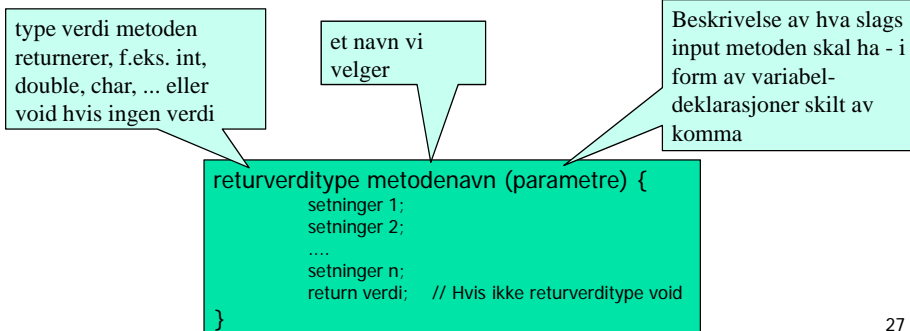 type verdi metoden
returnerer, f.eks. int,
double, char, ... eller
void hvis ingen verdi
et navn vi
velger
Beskrivelse av hva slags
input metoden skal ha - i
form av variabel-
deklarasjoner skilt av
komma
returverditype metodenavn (parametre) {
setninger 1;
setninger 2;
....
setninger n;
return verdi; // Hvis ikke returverditype void
}
27